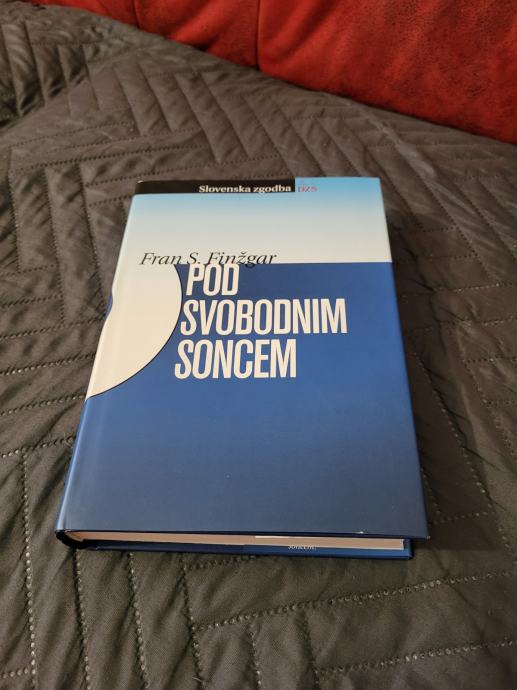 Slovenska zgodba DZS
Fran S. Finžgar
POD
SVOBODNIM
SONCEM